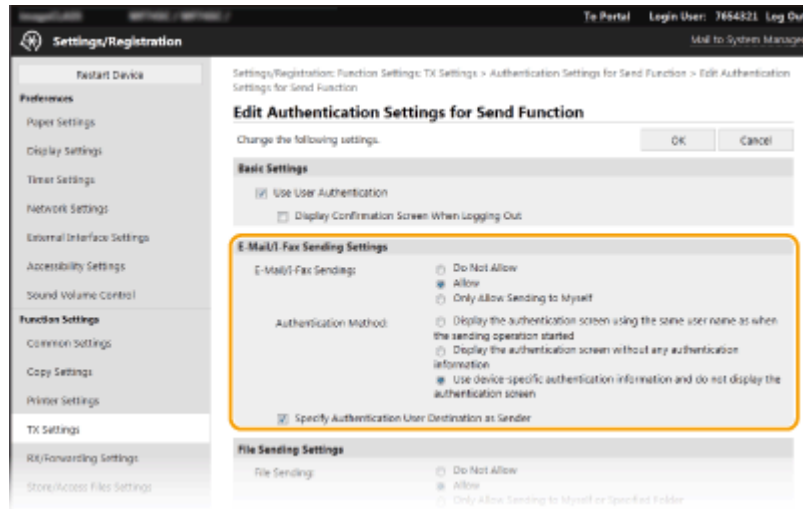 To Portal Login User: 7654321 Log Ou
Settings/Registration
Mail to System Manage
Restart Device
Preferences
Paper Settings
Display Settings
Timer Settings
Network Settings
External Interface Settings
Accessibility Settings
Sound Volume Control
Function Settings
Common Settings
Copy Settings
Printer Settings
TX Settings
RX/Forwarding Settings
Store/Access Files Settings
Settings/Registration: Function Settings: TX Settings > Authentication Settings for Send Function > Edit Authentication
Settings for Send Function
Edit Authentication Settings for Send Function
Change the following settings.
OK
Cancel
Basic Settings
Use User Authentication
Display Confirmation Screen When Logging Out
E-Mail/I-Fax Sending Settings
E-Mail/I-Fax Sending:
Do Not Allow
Allow
Only Allow Sending to Myself
Authentication Method:
Display the authentication screen using the same user name as when
the sending operation started
Display the authentication screen without any authentication
information
Use device-specific authentication information and do not display the
authentication screen
Specify Authentication User Destination as Sender
File Sending Settings
File Sending:
Do Not Allow
Allow
Only Allow Sending to Myself or Specified Folder